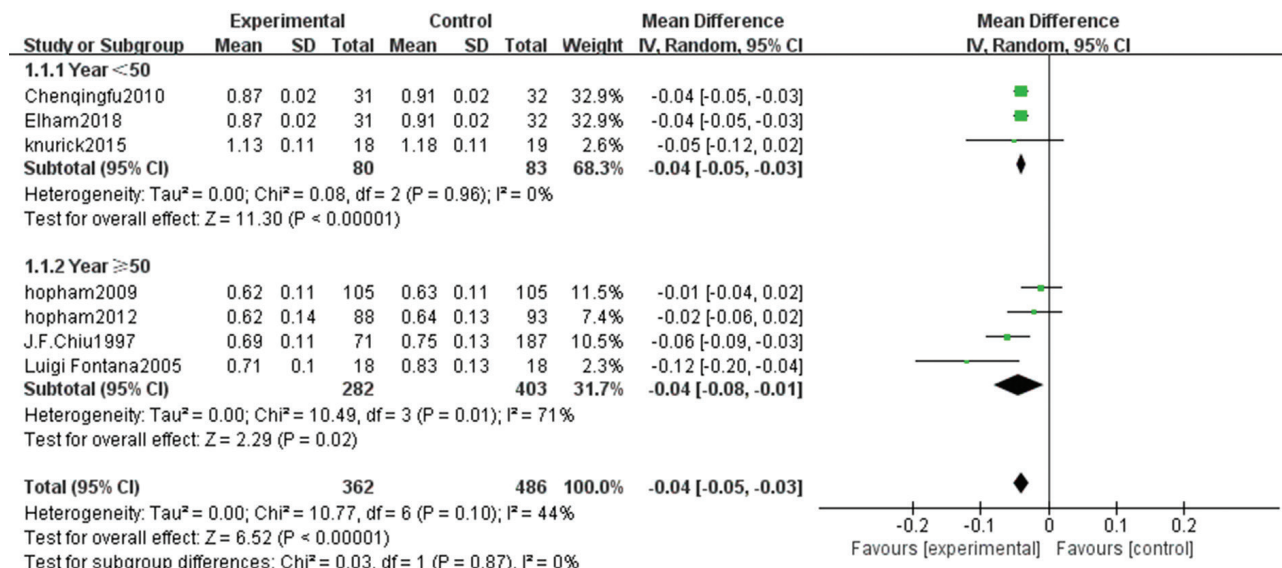 Experimental Control Mean Difference Mean Difference
Study or Subgroup Mean SD Total Mean SD Total Weight IV, Random, 95% CI IV, Random, 95% CI
1.1.1 Year <50
Chenqingfu2010 0.87 0.02 31 0.91 0.02 32 32.9% -0.04 [-0.05, -0.03]
Elham2018 0.87 0.02 31 0.91 0.02 32 32.9% -0.04 [-0.05, -0.03]
knurick2015 1.13 0.11 18 1.18 0.11 19 2.6% -0.05 [-0.12, 0.02]
Subtotal (95% CI) 80 83 68.3% -0.04 [-0.05, -0.03]
Heterogeneity: Tau² = 0.00; Chi² = 0.08, df = 2 (P = 0.96); I² = 0%
Test for overall effect: Z = 11.30 (P < 0.00001)
1.1.2 Year ≥50
hopham2009 0.62 0.11 105 0.63 0.11 105 11.5% -0.01 [-0.04, 0.02]
hopham2012 0.62 0.14 88 0.64 0.13 93 7.4% -0.02 [-0.06, 0.02]
J.F.Chiu1997 0.69 0.11 71 0.75 0.13 187 10.5% -0.06 [-0.09, -0.03]
Luigi Fontana2005 0.71 0.1 18 0.83 0.13 18 2.3% -0.12 [-0.20, -0.04]
Subtotal (95% CI) 282 403 31.7% -0.04 [-0.08, -0.01]
Heterogeneity: Tau² = 0.00; Chi² = 10.49, df = 3 (P = 0.01); I² = 71%
Test for overall effect: Z = 2.29 (P = 0.02)
Total (95% CI) 362 486 100.0% -0.04 [-0.05, -0.03]
Heterogeneity: Tau² = 0.00; Chi² = 10.77, df = 6 (P = 0.10); I² = 44%
Test for overall effect: Z = 6.52 (P < 0.00001)
Test for subgroup differences: Chi² = 0.03, df = 1 (P = 0.87), I² = 0%
-0.2 -0.1 0 0.1 0.2
Favours [experimental] Favours [control]